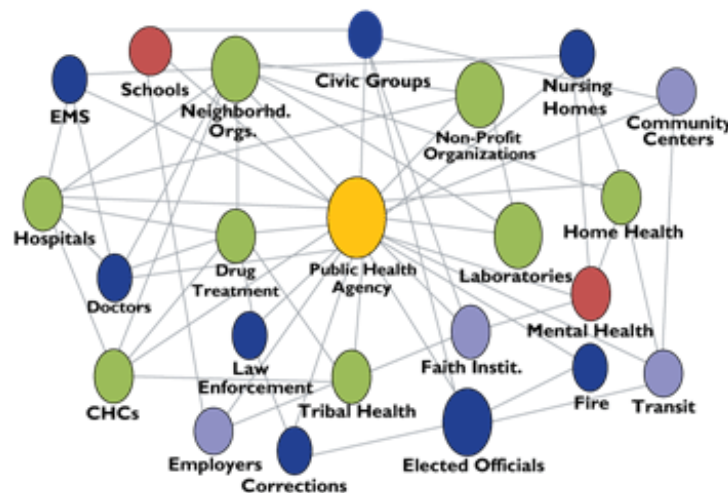 Schools
Civic Groups
Nursing
Homes
EMS
Neighborhd.
Orgs.
Non-Profit
Organizations
Community
Centers
Hospitals
Drug
Treatment
Public Health
Agency
Laboratories
Home Health
Doctors
Law
Enforcement
Faith Instit.
Mental Health
CHCs
Tribal Health
Fire
Transit
Employers
Corrections
Elected Officials